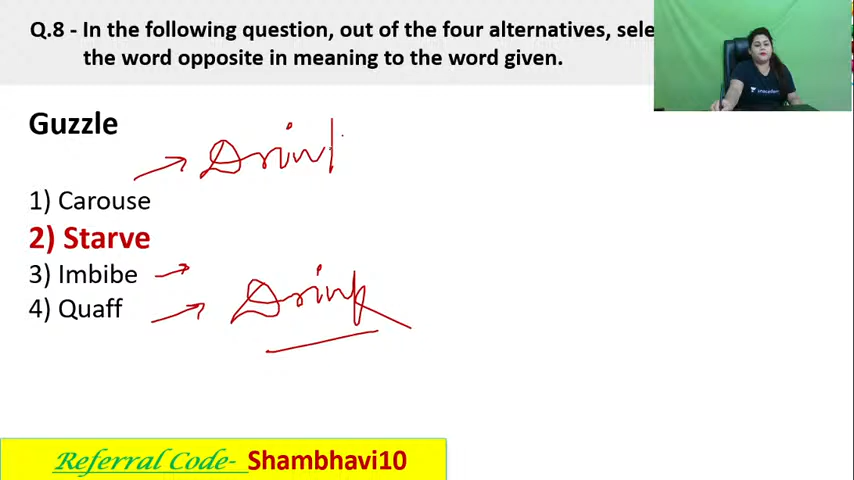 Q.8 - In the following question, out of the four alternatives, sele
the word opposite in meaning to the word given.
Guzzle
Drink
1) Carouse
2) Starve
3) Imbibe
Drink
4) Quaff
Referral Code- Shambhavi10